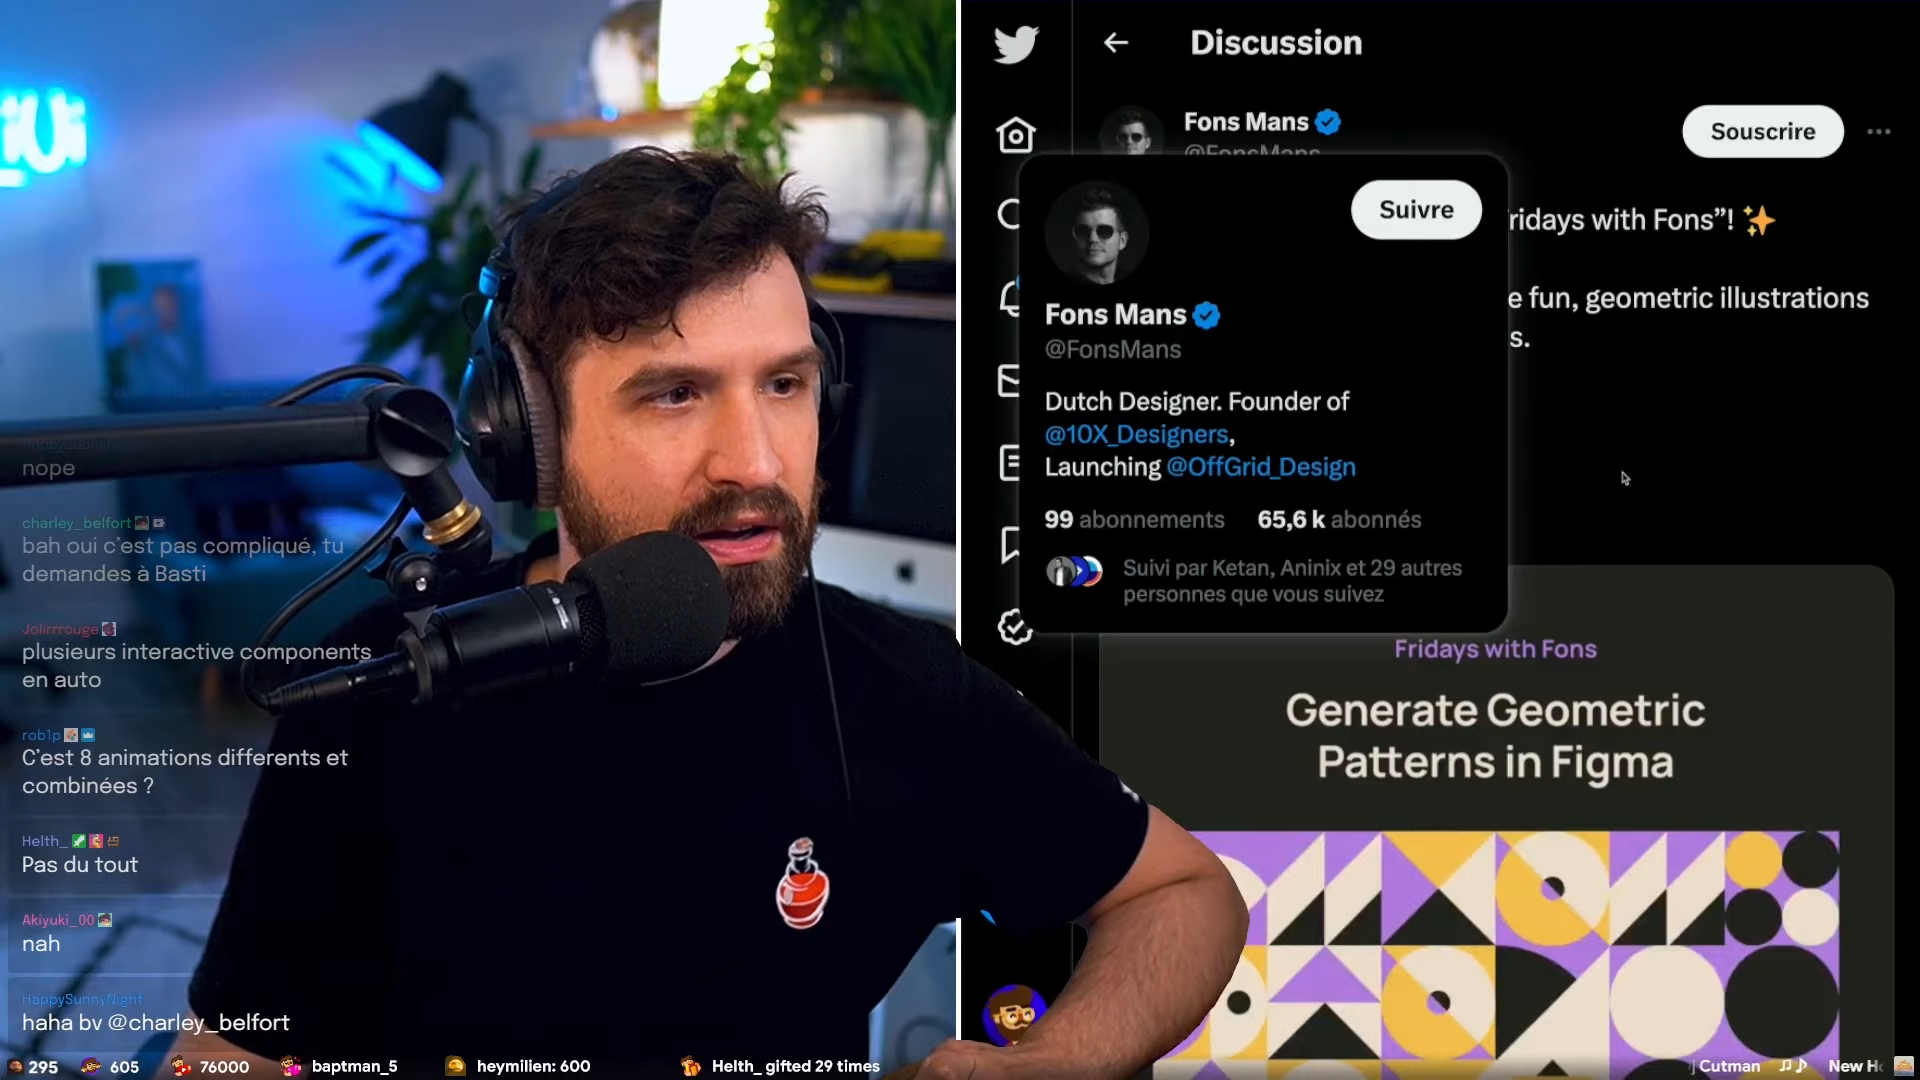 nope
charley_belfort
bah oui c’est pas compliqué, tu
demandes à Basti
Jolirrrouge
plusieurs interactive components
en auto
rob1p
C’est 8 animations differents et
combinées ?
Helth_
Pas du tout
Akiyuki_00
nah
HappySunnyNight
haha bv @charley_belfort
295
605
76000
baptman_5
heymilien: 600
Helth_ gifted 29 times
Discussion
Fons Mans
@FonsMans
Souscrire
ridays with Fons”! ✨
e fun, geometric illustrations
s.
Suivre
Fons Mans
@FonsMans
Dutch Designer. Founder of
@10X_Designers,
Launching @OffGrid_Design
99 abonnements 65,6 k abonnés
Suivi par Ketan, Aninix et 29 autres
personnes que vous suivez
Fridays with Fons
Generate Geometric
Patterns in Figma
Cutman
New H